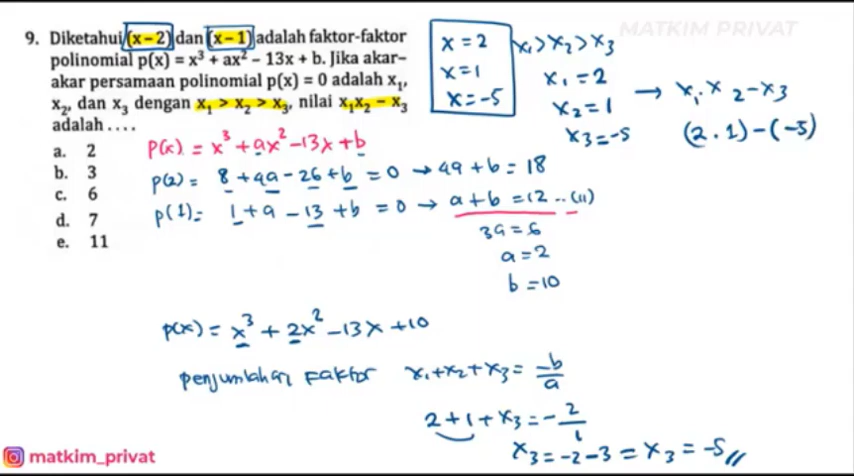 9. Diketahui (x−2) dan (x−1) adalah faktor-faktor
polinomial p(x) = x³ + ax² − 13x + b. Jika akar-
akar persamaan polinomial p(x) = 0 adalah x₁,
x₂, dan x₃ dengan x₁ > x₂ > x₃, nilai x₁x₂ − x₃
adalah . . . .
a. 2
b. 3
c. 6
d. 7
e. 11
P(x) = x³ + ax² − 13x + b
p(2) = 8 + 4a − 26 + b = 0 → 4a + b = 18
p(1) = 1 + a − 13 + b = 0 → a + b = 12 .. (11)
3a = 6
a = 2
b = 10
p(x) = x³ + 2x² − 13x + 10
penjumlahan Faktor x₁ + x₂ + x₃ = −b/a
2 + 1 + x₃ = −2/1
x₃ = −2 − 3 = x₃ = −5 //
x = 2
x = 1
x = −5
x₁ > x₂ > x₃
x₁ = 2
x₂ = 1
x₃ = −5
→ x₁ x₂ − x₃
(2 . 1) − (−5)
MATKIM PRIVAT
matkim_privat